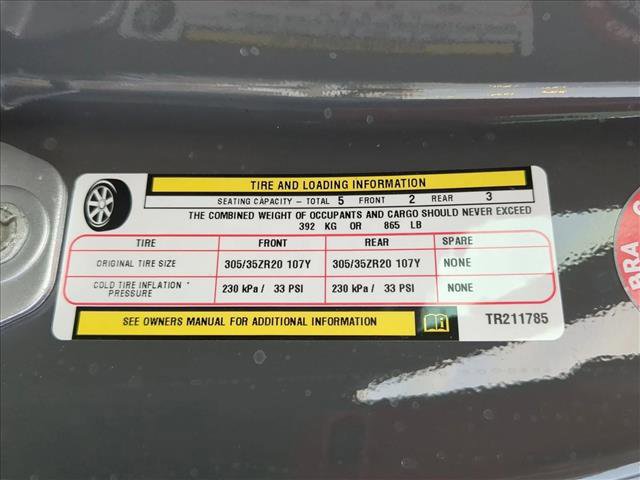 TIRE AND LOADING INFORMATION
SEATING CAPACITY - TOTAL 5 FRONT 2 REAR 3
THE COMBINED WEIGHT OF OCCUPANTS AND CARGO SHOULD NEVER EXCEED
392 KG OR 865 LB
TIRE FRONT REAR SPARE
ORIGINAL TIRE SIZE 305/35ZR20 107Y 305/35ZR20 107Y NONE
COLD TIRE INFLATION * PRESSURE 230 kPa / 33 PSI 230 kPa / 33 PSI NONE
SEE OWNERS MANUAL FOR ADDITIONAL INFORMATION TR211785